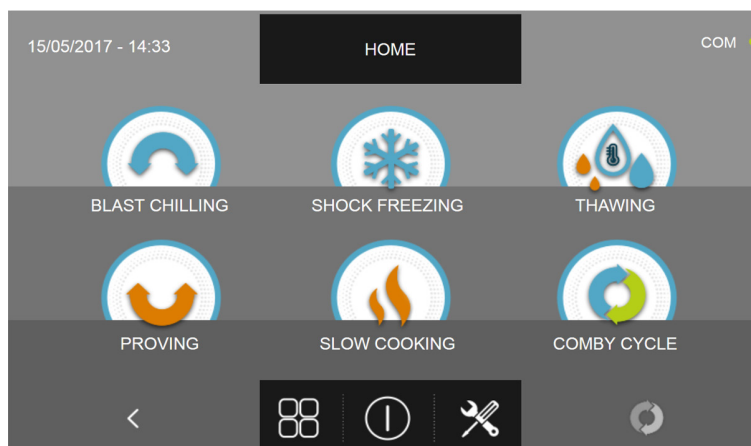 15/05/2017 - 14:33
HOME
COM
BLAST CHILLING
SHOCK FREEZING
THAWING
PROVING
SLOW COOKING
COMBY CYCLE